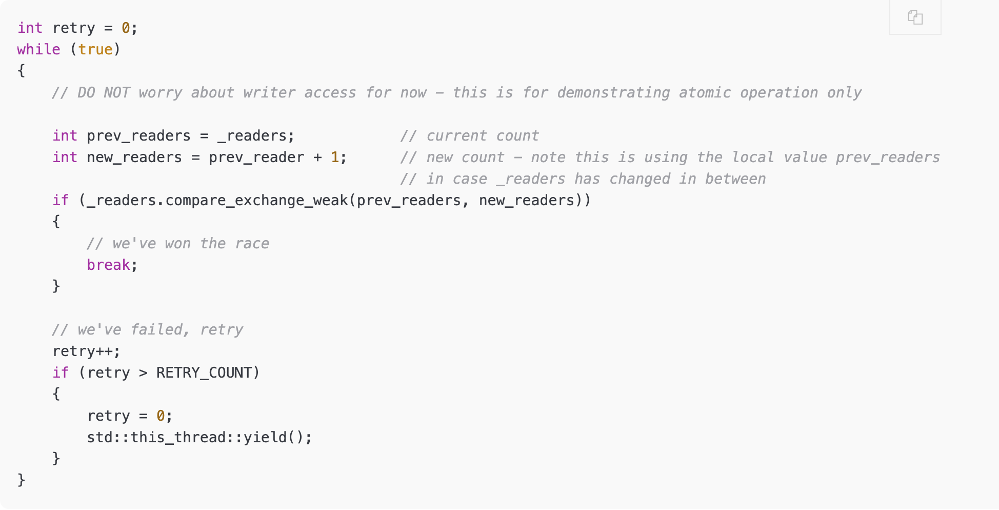 int retry = 0;
while (true)
{
    // DO NOT worry about writer access for now – this is for demonstrating atomic operation only
    int prev_readers = _readers;            // current count
    int new_readers = prev_reader + 1;      // new count – note this is using the local value prev_readers
                                            // in case _readers has changed in between
    if (_readers.compare_exchange_weak(prev_readers, new_readers))
    {
        // we've won the race
        break;
    }
    // we've failed, retry
    retry++;
    if (retry > RETRY_COUNT)
    {
        retry = 0;
        std::this_thread::yield();
    }
}